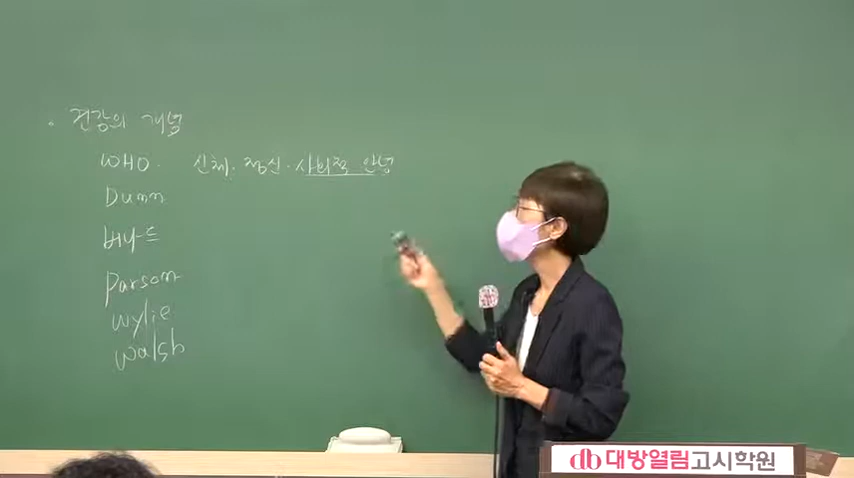 · 건강의 개념
WHO. 신체. 정신. 사회적 안녕
Dunn
버나드
Parson
Wylie
Walsh
대방열림고시학원